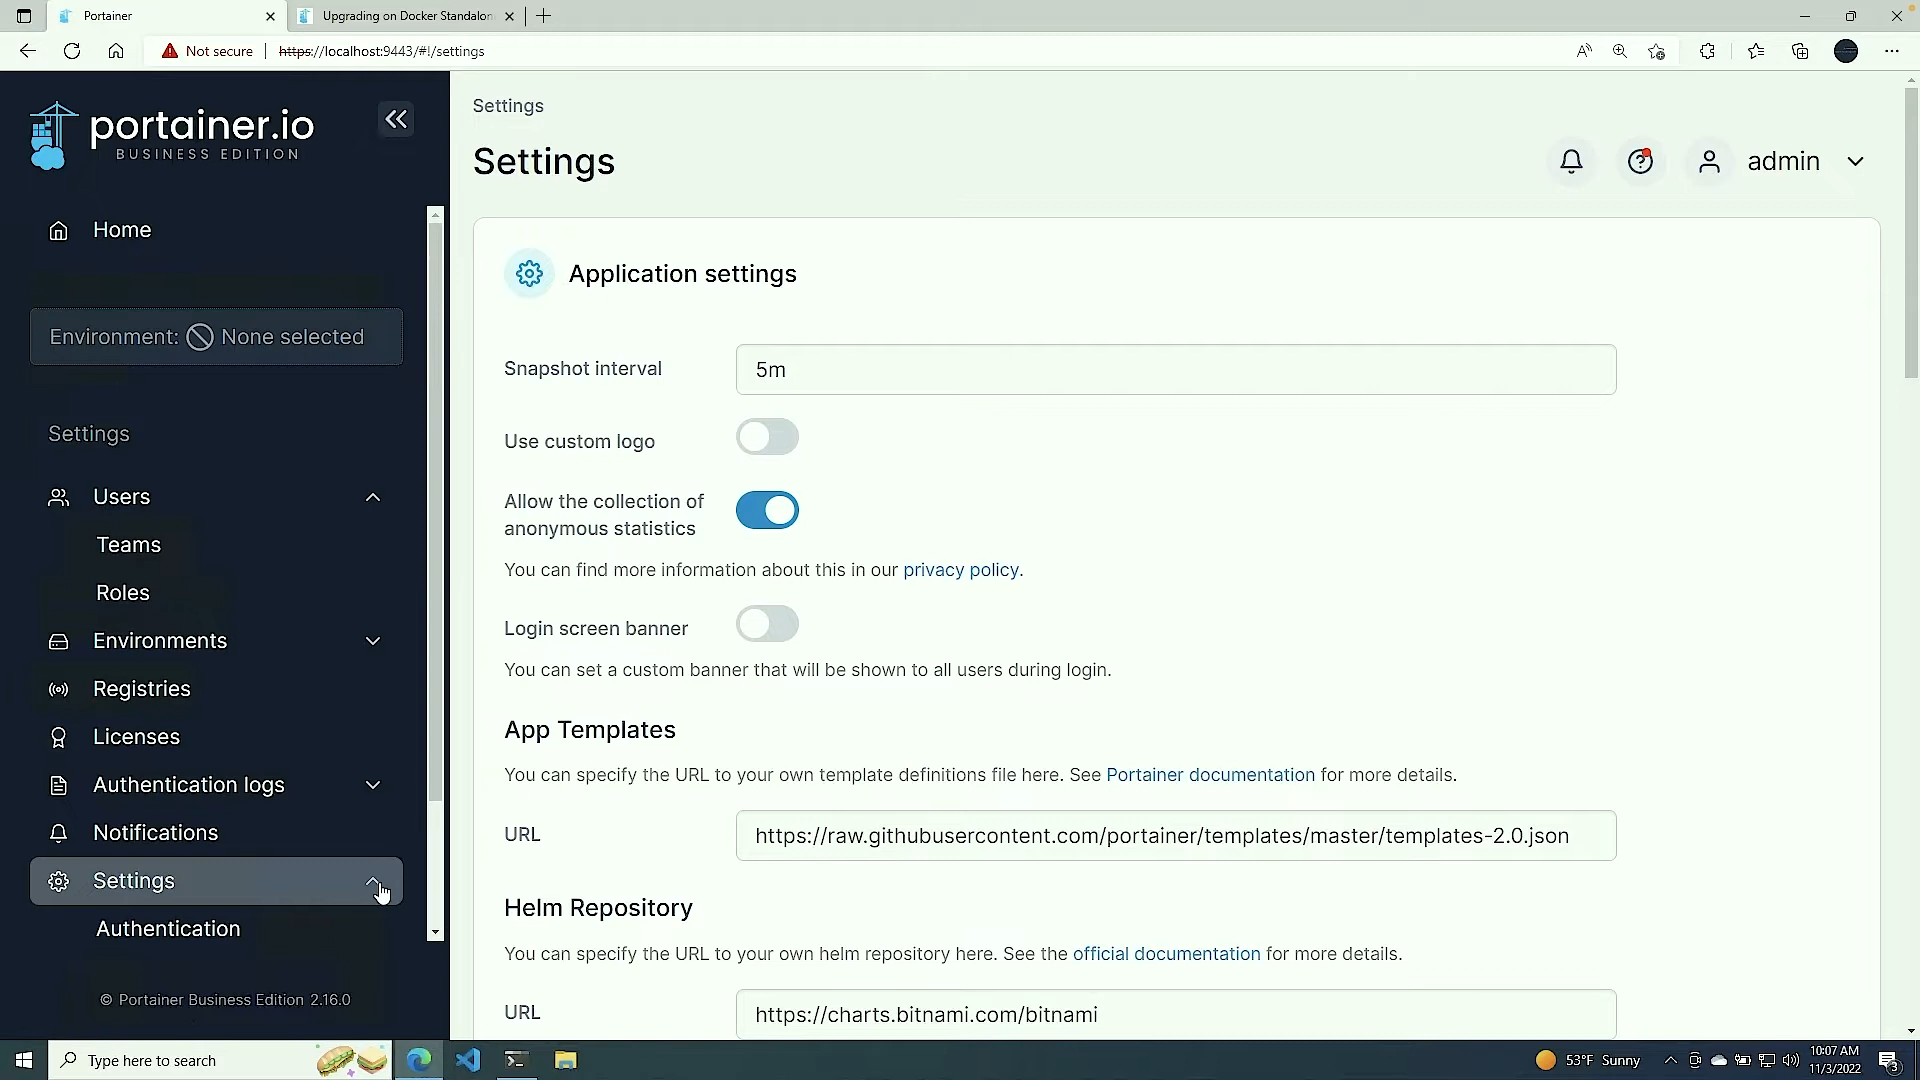 Portainer
Upgrading on Docker Standalon
Not secure
https://localhost:9443/#!/settings
portainer.io
BUSINESS EDITION
Home
Environment: None selected
Settings
Users
Teams
Roles
Environments
Registries
Licenses
Authentication logs
Notifications
Settings
Authentication
© Portainer Business Edition 2.16.0
Settings
Settings
admin
Application settings
Snapshot interval
5m
Use custom logo
Allow the collection of
anonymous statistics
You can find more information about this in our privacy policy.
Login screen banner
You can set a custom banner that will be shown to all users during login.
App Templates
You can specify the URL to your own template definitions file here. See Portainer documentation for more details.
URL
https://raw.githubusercontent.com/portainer/templates/master/templates-2.0.json
Helm Repository
You can specify the URL to your own helm repository here. See the official documentation for more details.
URL
https://charts.bitnami.com/bitnami
Type here to search
53°F Sunny
10:07 AM
11/3/2022
3